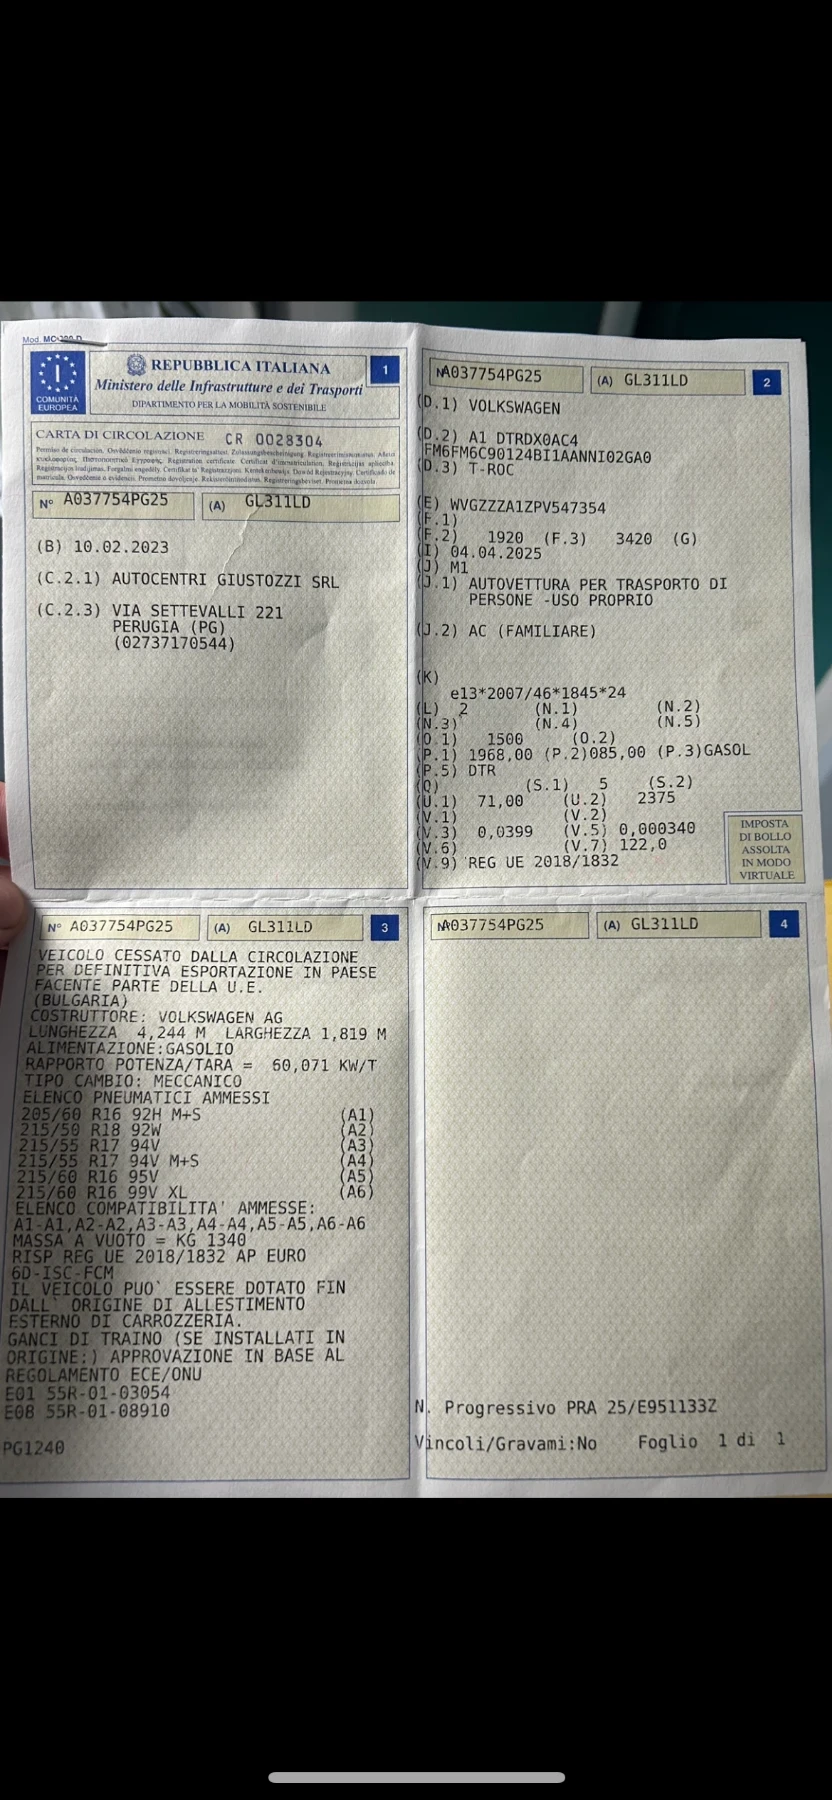 Mod. MC
COMUNITÀ
EUROPEA
I
REPUBBLICA ITALIANA
Ministero delle Infrastrutture e dei Trasporti
DIPARTIMENTO PER LA MOBILITÀ SOSTENIBILE
1
CARTA DI CIRCOLAZIONE CR 0028304
N° A037754PG25 (A) GL311LD
(B) 10.02.2023
(C.2.1) AUTOCENTRI GIUSTOZZI SRL
(C.2.3) VIA SETTEVALLI 221
PERUGIA (PG)
(02737170544)
N° A037754PG25 (A) GL311LD 2
(D.1) VOLKSWAGEN
(D.2) A1 DTRDX0AC4
FM6FM6C90124BI1AANNI02GA0
(D.3) T-ROC
(E) WVGZZZA1ZPV547354
(F.1)
(F.2) 1920 (F.3) 3420 (G)
(I) 04.04.2025
(J) M1
(J.1) AUTOVETTURA PER TRASPORTO DI
PERSONE -USO PROPRIO
(J.2) AC (FAMILIARE)
(K)
e13*2007/46*1845*24
(L) 2 (N.1) (N.2)
(N.3) (N.4) (N.5)
(O.1) 1500 (O.2)
(P.1) 1968,00 (P.2)085,00 (P.3)GASOL
(P.5) DTR
(Q) (S.1) 5 (S.2)
(U.1) 71,00 (U.2) 2375
(V.1) (V.2)
(V.3) 0,0399 (V.5) 0,000340
(V.6) (V.7) 122,0
(V.9) REG UE 2018/1832
IMPOSTA
DI BOLLO
ASSOLTA
IN MODO
VIRTUALE
N° A037754PG25 (A) GL311LD 3
VEICOLO CESSATO DALLA CIRCOLAZIONE
PER DEFINITIVA ESPORTAZIONE IN PAESE
FACENTE PARTE DELLA U.E.
(BULGARIA)
COSTRUTTORE: VOLKSWAGEN AG
LUNGHEZZA 4,244 M LARGHEZZA 1,819 M
ALIMENTAZIONE:GASOLIO
RAPPORTO POTENZA/TARA = 60,071 KW/T
TIPO CAMBIO: MECCANICO
ELENCO PNEUMATICI AMMESSI
205/60 R16 92H M+S (A1)
215/50 R18 92W (A2)
215/55 R17 94V (A3)
215/55 R17 94V M+S (A4)
215/60 R16 95V (A5)
215/60 R16 99V XL (A6)
ELENCO COMPATIBILITA' AMMESSE:
A1-A1,A2-A2,A3-A3,A4-A4,A5-A5,A6-A6
MASSA A VUOTO = KG 1340
RISP REG UE 2018/1832 AP EURO
6D-ISC-FCM
IL VEICOLO PUO` ESSERE DOTATO FIN
DALL` ORIGINE DI ALLESTIMENTO
ESTERNO DI CARROZZERIA.
GANCI DI TRAINO (SE INSTALLATI IN
ORIGINE:) APPROVAZIONE IN BASE AL
REGOLAMENTO ECE/ONU
E01 55R-01-03054
E08 55R-01-08910
PG1240
N° A037754PG25 (A) GL311LD 4
N. Progressivo PRA 25/E951133Z
Vincoli/Gravami:No Foglio 1 di 1